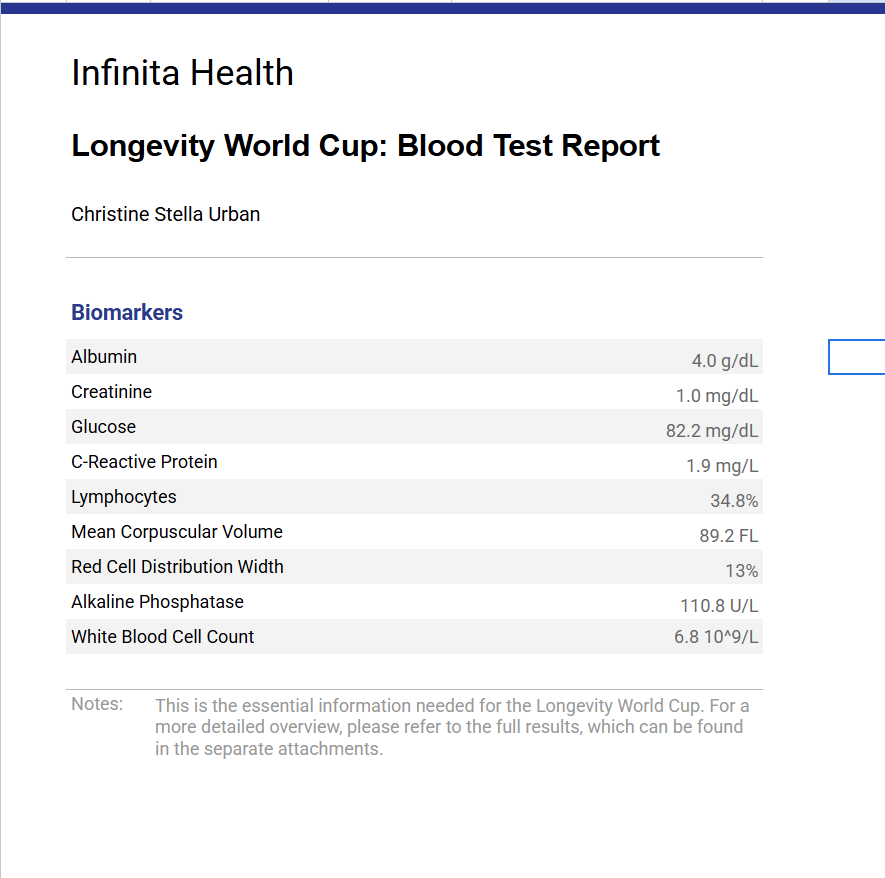 Infinita Health
Longevity World Cup: Blood Test Report
Christine Stella Urban
Biomarkers
Albumin 4.0 g/dL
Creatinine 1.0 mg/dL
Glucose 82.2 mg/dL
C-Reactive Protein 1.9 mg/L
Lymphocytes 34.8%
Mean Corpuscular Volume 89.2 FL
Red Cell Distribution Width 13%
Alkaline Phosphatase 110.8 U/L
White Blood Cell Count 6.8 10^9/L
Notes: This is the essential information needed for the Longevity World Cup. For a
more detailed overview, please refer to the full results, which can be found
in the separate attachments.